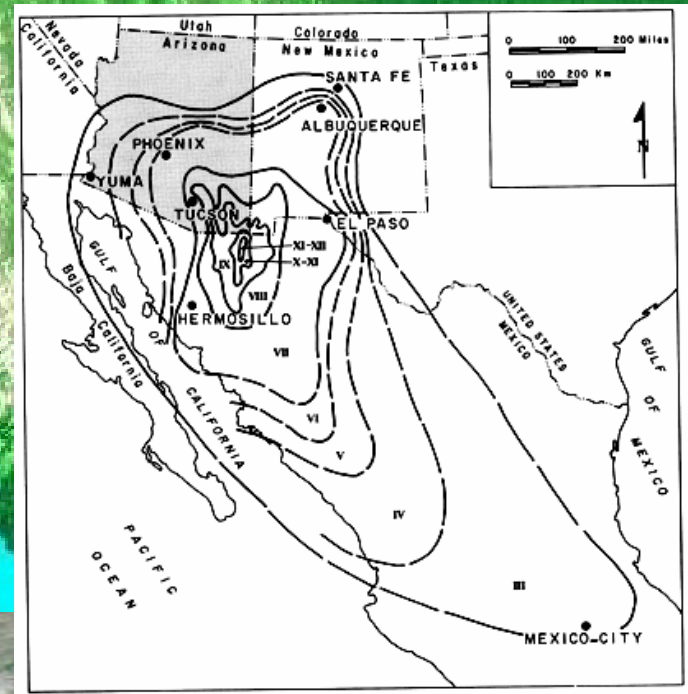 Utah
Colorado
Nevada
California
Arizona
New Mexico
Texas
0 100 200 Miles
0 100 200 Km
N
SANTA FE
ALBUQUERQUE
PHOENIX
YUMA
TUCSON
EL PASO
XI-XII
X-XI
IX
VIII
HERMOSILLO
VII
GULF OF CALIFORNIA
Baja California
UNITED STATES
MEXICO
GULF OF MEXICO
VI
V
IV
III
PACIFIC OCEAN
MEXICO-CITY